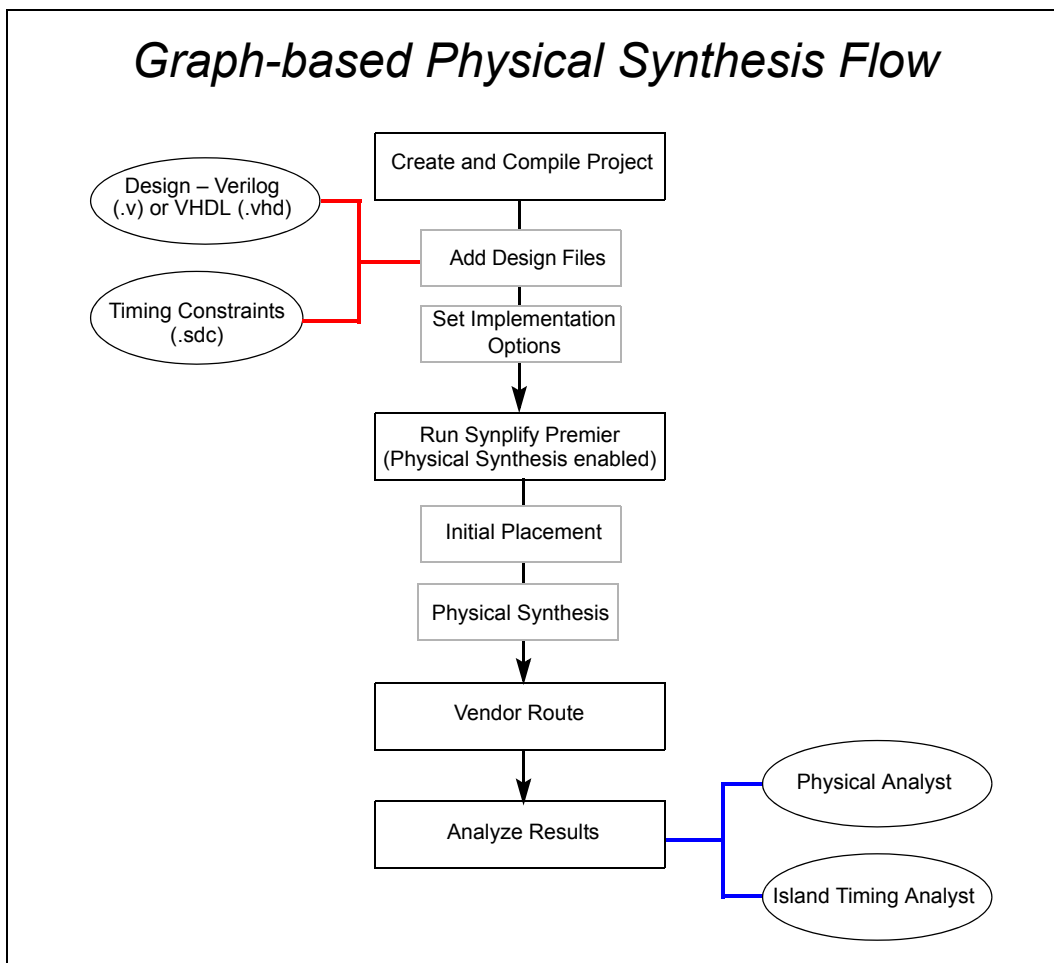 Graph-based Physical Synthesis Flow
Create and Compile Project
Design – Verilog
(.v) or VHDL (.vhd)
Add Design Files
Timing Constraints
(.sdc)
Set Implementation
Options
Run Synplify Premier
(Physical Synthesis enabled)
Initial Placement
Physical Synthesis
Vendor Route
Physical Analyst
Analyze Results
Island Timing Analyst